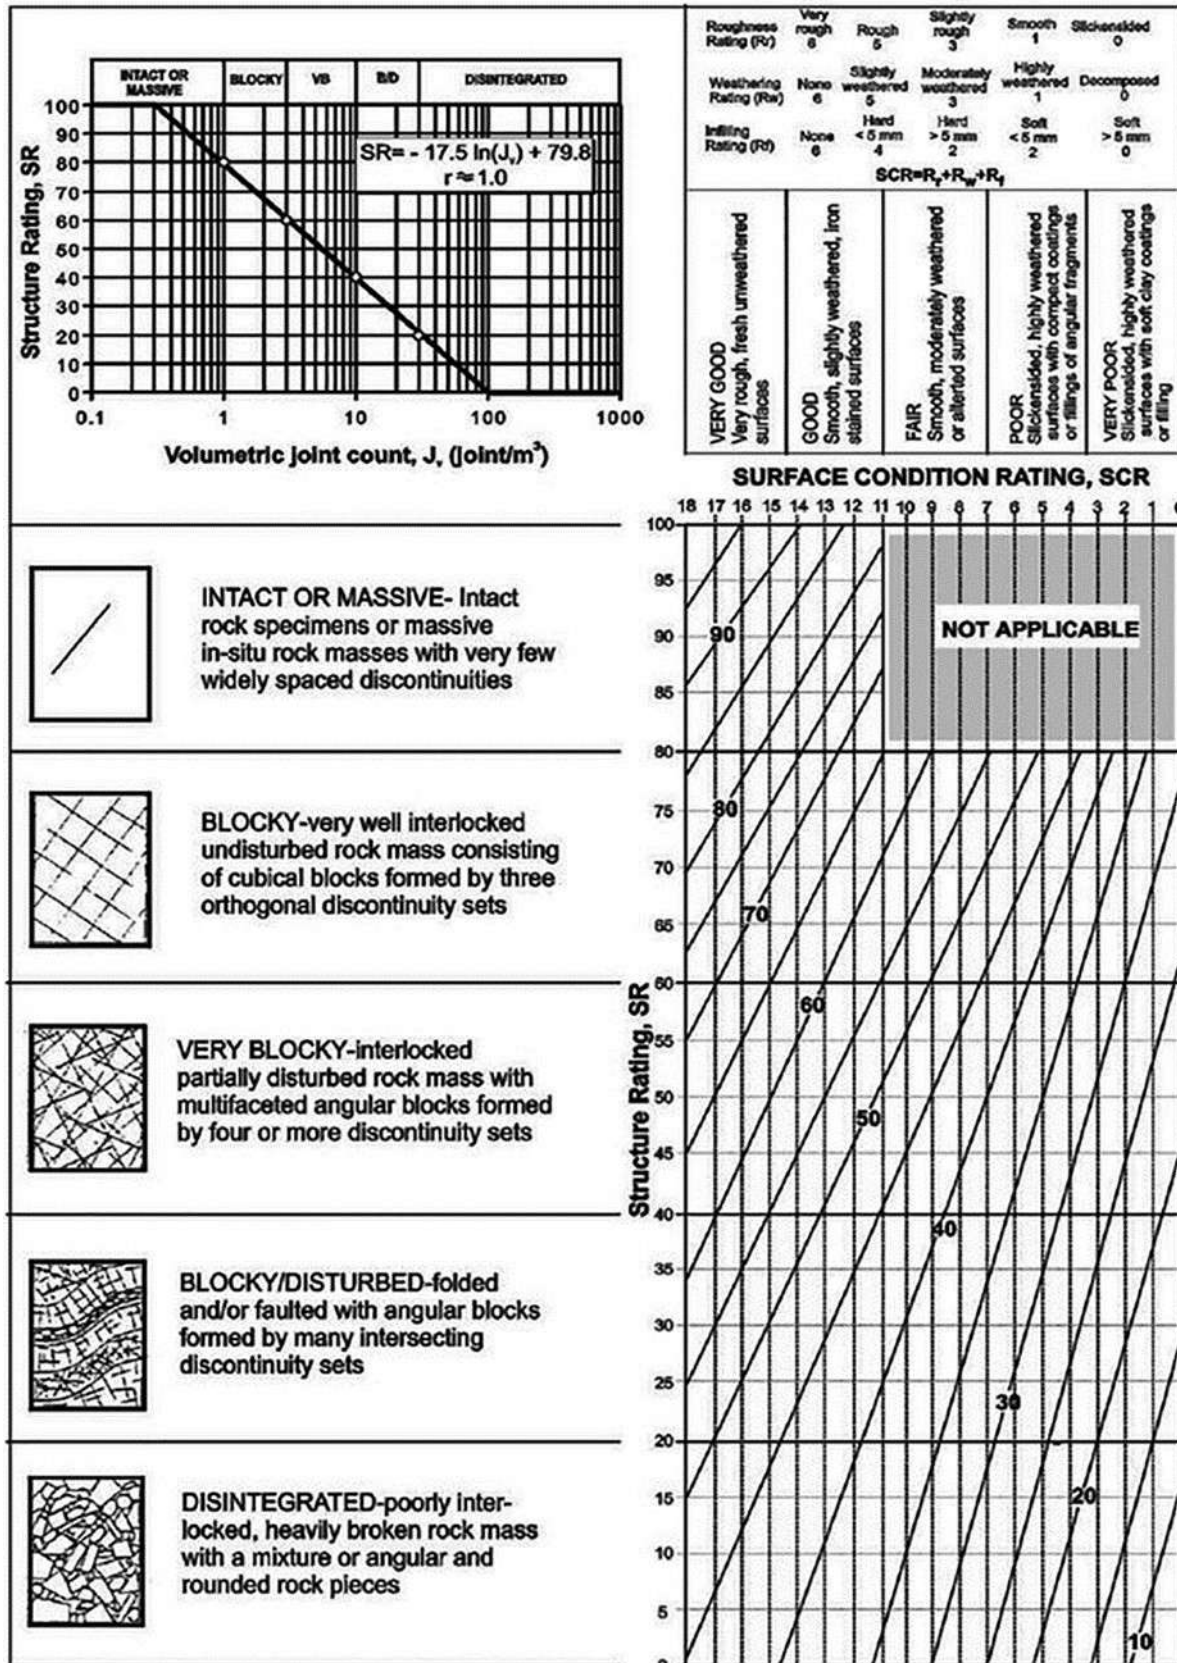 INTACT OR MASSIVE BLOCKY VB B/D DISINTEGRATED
100
90
80
70
60
50
40
30
20
10
0
Structure Rating, SR
SR= - 17.5 ln(Jv) + 79.8
r ≈ 1.0
0.1 1 10 100 1000
Volumetric joint count, Jv (joint/m³)
Roughness Rating (Rr) Very rough 6 Rough 5 Slightly rough 3 Smooth 1 Slickensided 0
Weathering Rating (Rw) None 6 Slightly weathered 5 Moderately weathered 3 Highly weathered 1 Decomposed 0
Infilling Rating (Rf) None 6 Hard < 5 mm 4 Hard > 5 mm 2 Soft < 5 mm 2 Soft > 5 mm 0
SCR=Rr+Rw+Rf
VERY GOOD
Very rough, fresh unweathered
surfaces
GOOD
Smooth, slightly weathered, iron
stained surfaces
FAIR
Smooth, moderately weathered
or alterted surfaces
POOR
Slickensided, highly weathered
surfaces with compact coatings
or fillings of angular fragments
VERY POOR
Slickensided, highly weathered
surfaces with soft clay coatings
or filling
SURFACE CONDITION RATING, SCR
18 17 16 15 14 13 12 11 10 9 8 7 6 5 4 3 2 1
INTACT OR MASSIVE- Intact
rock specimens or massive
in-situ rock masses with very few
widely spaced discontinuities
BLOCKY-very well interlocked
undisturbed rock mass consisting
of cubical blocks formed by three
orthogonal discontinuity sets
VERY BLOCKY-interlocked
partially disturbed rock mass with
multifaceted angular blocks formed
by four or more discontinuity sets
BLOCKY/DISTURBED-folded
and/or faulted with angular blocks
formed by many intersecting
discontinuity sets
DISINTEGRATED-poorly inter-
locked, heavily broken rock mass
with a mixture or angular and
rounded rock pieces
Structure Rating, SR
100
95
90
85
80
75
70
65
60
55
50
45
40
35
30
25
20
15
10
5
NOT APPLICABLE
90
80
70
60
50
40
30
20
10